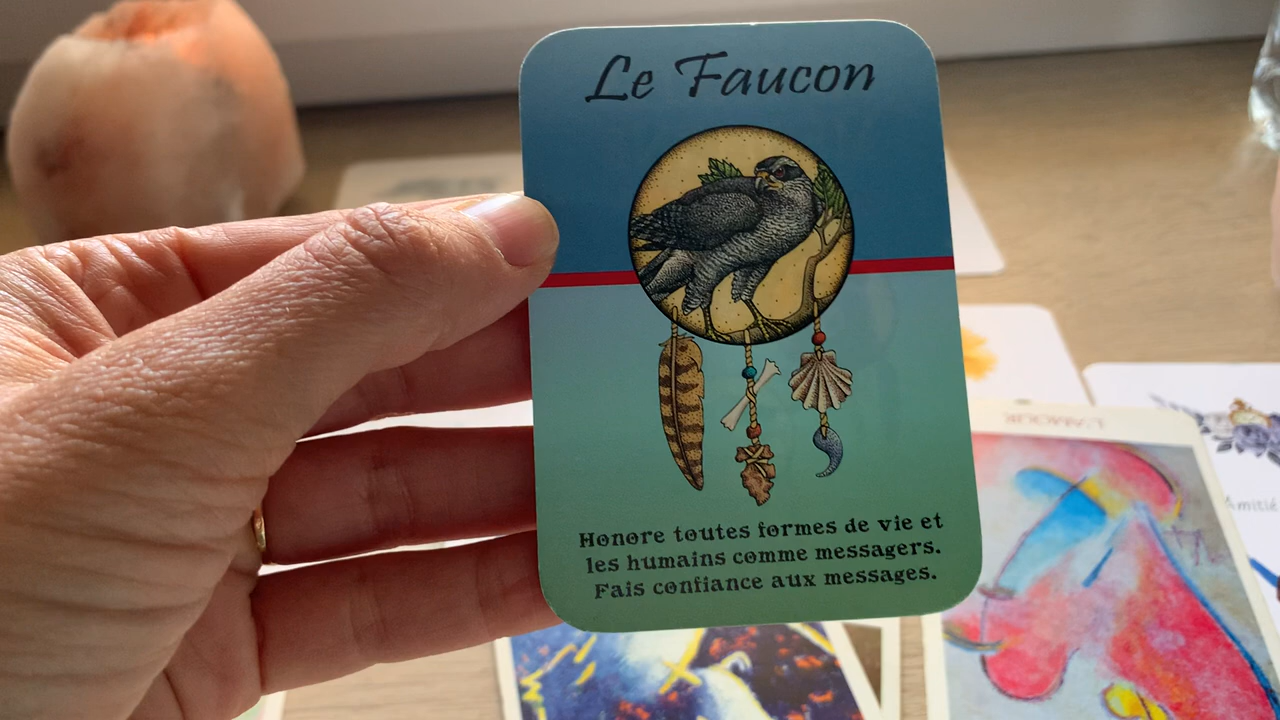 Le Faucon
Honore toutes formes de vie et
les humains comme messagers.
Fais confiance aux messages.
L'AMOUR
Amitié